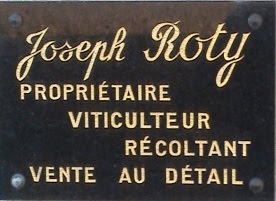 Joseph Roty
PROPRIÉTAIRE
VITICULTEUR
RÉCOLTANT
VENTE AU DÉTAIL